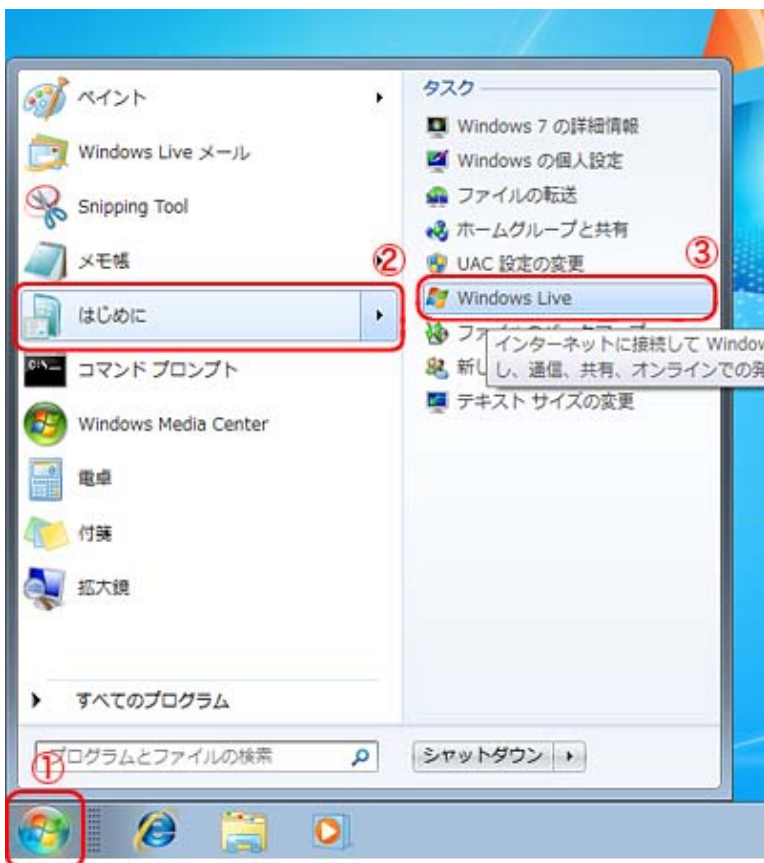 ペイント
Windows Live メール
Snipping Tool
メモ帳
②
はじめに
コマンド プロンプト
Windows Media Center
電卓
付箋
拡大鏡
すべてのプログラム
プログラムとファイルの検索
①
シャットダウン
タスク
Windows 7 の詳細情報
Windows の個人設定
ファイルの転送
ホームグループと共有
UAC 設定の変更
③
Windows Live
インターネットに接続して Window
し、通信、共有、オンラインでの発
新し
テキスト サイズの変更